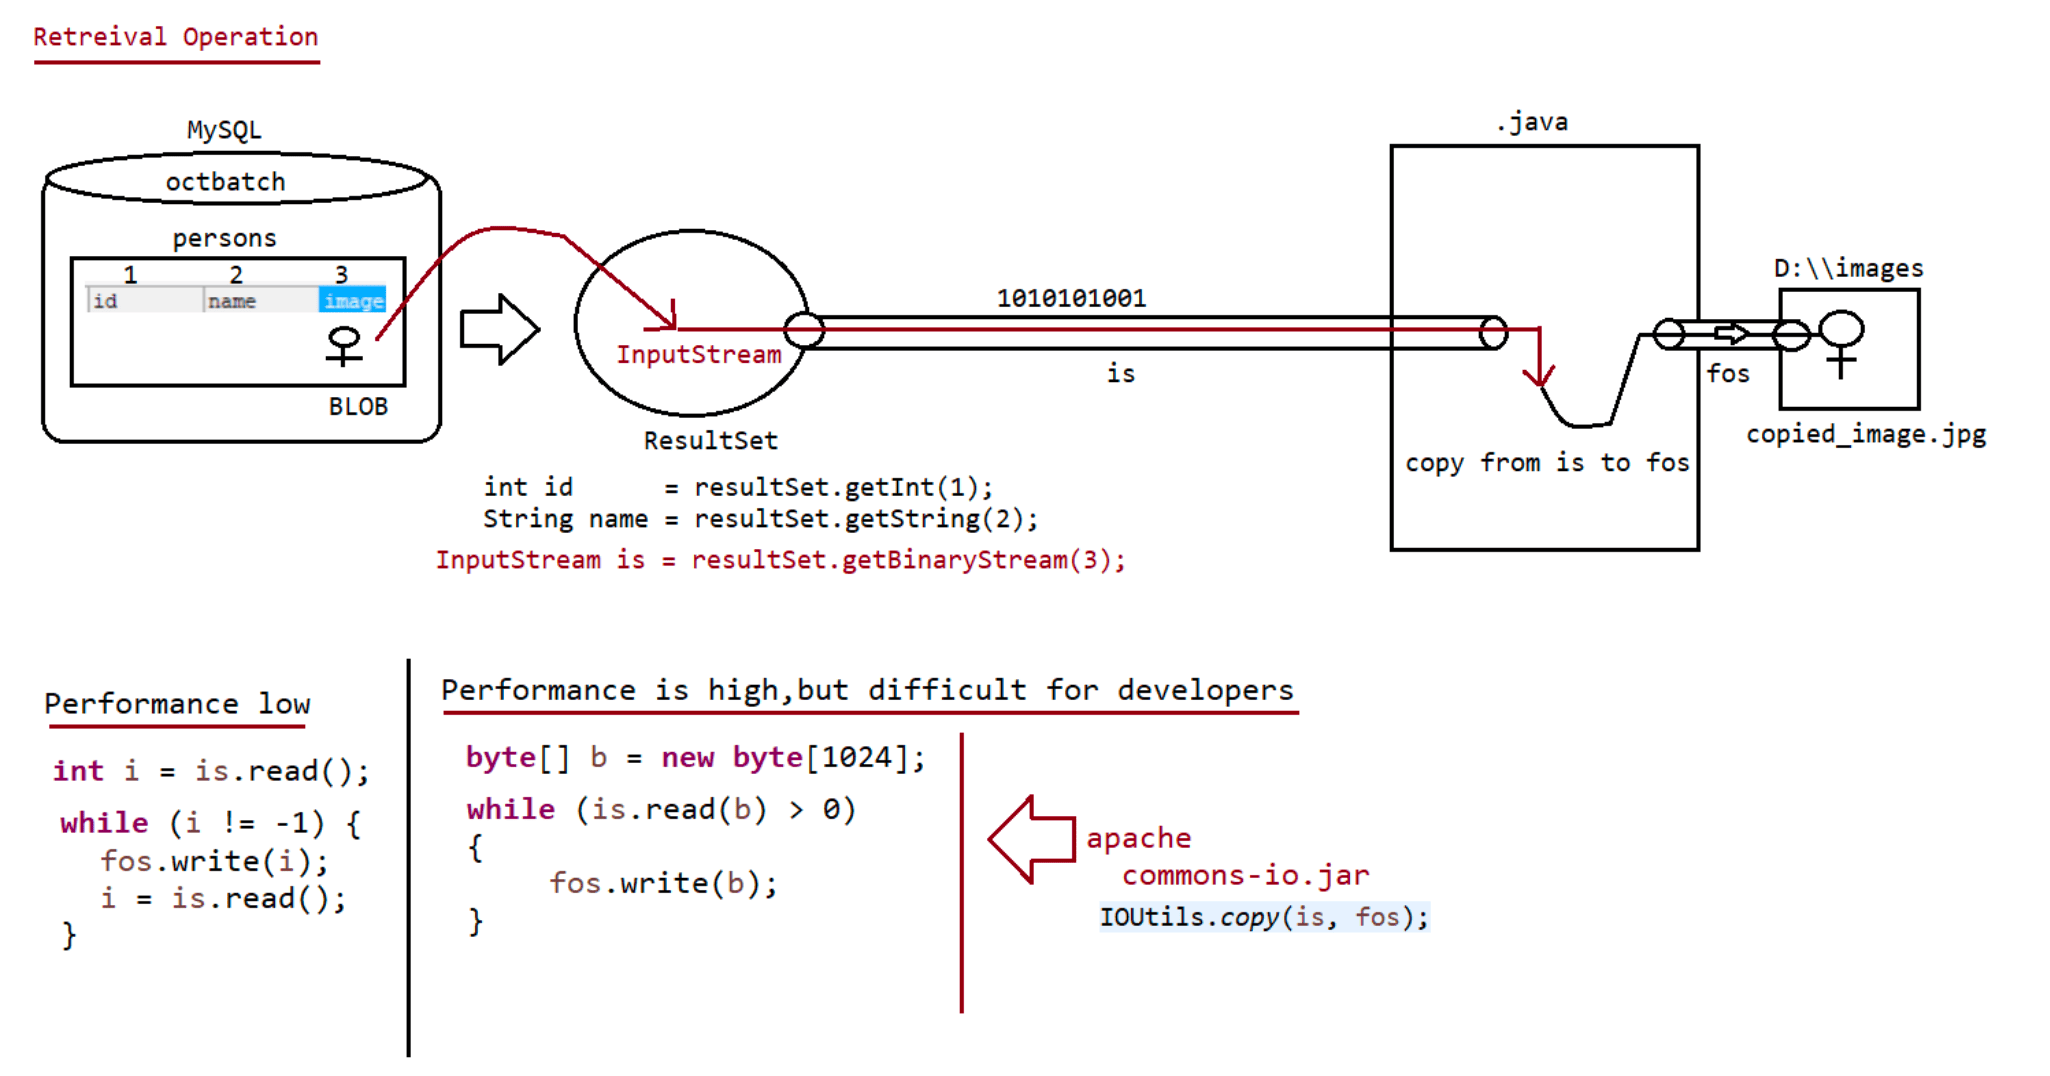 Retreival Operation
MySQL
octbatch
persons
1 2 3
id name image
BLOB
InputStream
ResultSet
1010101001
is
.java
copy from is to fos
fos
D:\\images
copied_image.jpg
int id = resultSet.getInt(1);
String name = resultSet.getString(2);
InputStream is = resultSet.getBinaryStream(3);
Performance low
int i = is.read();
while (i != -1) {
fos.write(i);
i = is.read();
}
Performance is high,but difficult for developers
byte[] b = new byte[1024];
while (is.read(b) > 0)
{
fos.write(b);
}
apache
commons-io.jar
IOUtils.copy(is, fos);